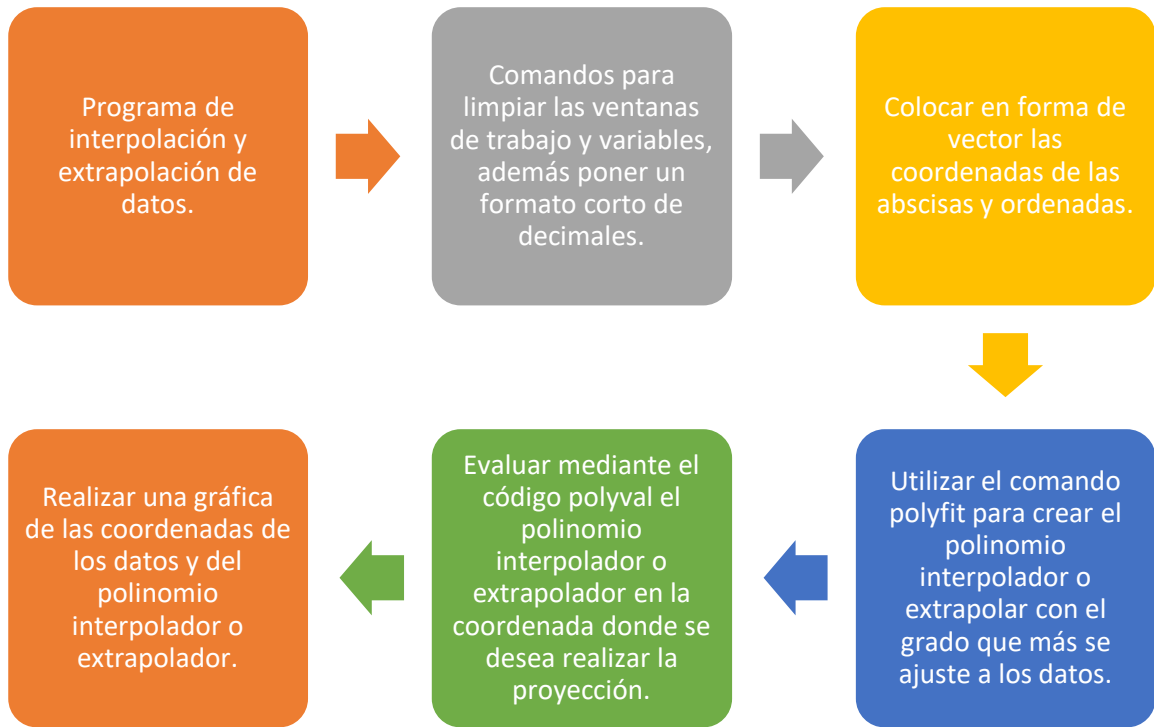 Programa de
interpolación y
extrapolación de
datos.
Comandos para
limpiar las ventanas
de trabajo y variables,
además poner un
formato corto de
decimales.
Colocar en forma de
vector las
coordenadas de las
abscisas y ordenadas.
Utilizar el comando
polyfit para crear el
polinomio
interpolador o
extrapolar con el
grado que más se
ajuste a los datos.
Evaluar mediante el
código polyval el
polinomio
interpolador o
extrapolador en la
coordenada donde se
desea realizar la
proyección.
Realizar una gráfica
de las coordenadas de
los datos y del
polinomio
interpolador o
extrapolador.